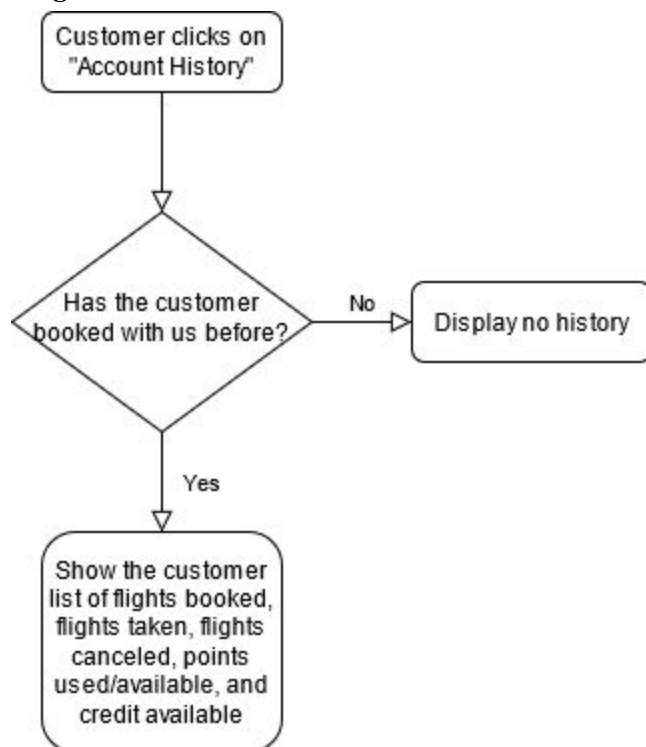 Customer clicks on
"Account History"
Has the customer
booked with us before?
No
Display no history
Yes
Show the customer
list of flights booked,
flights taken, flights
canceled, points
used/available, and
credit available